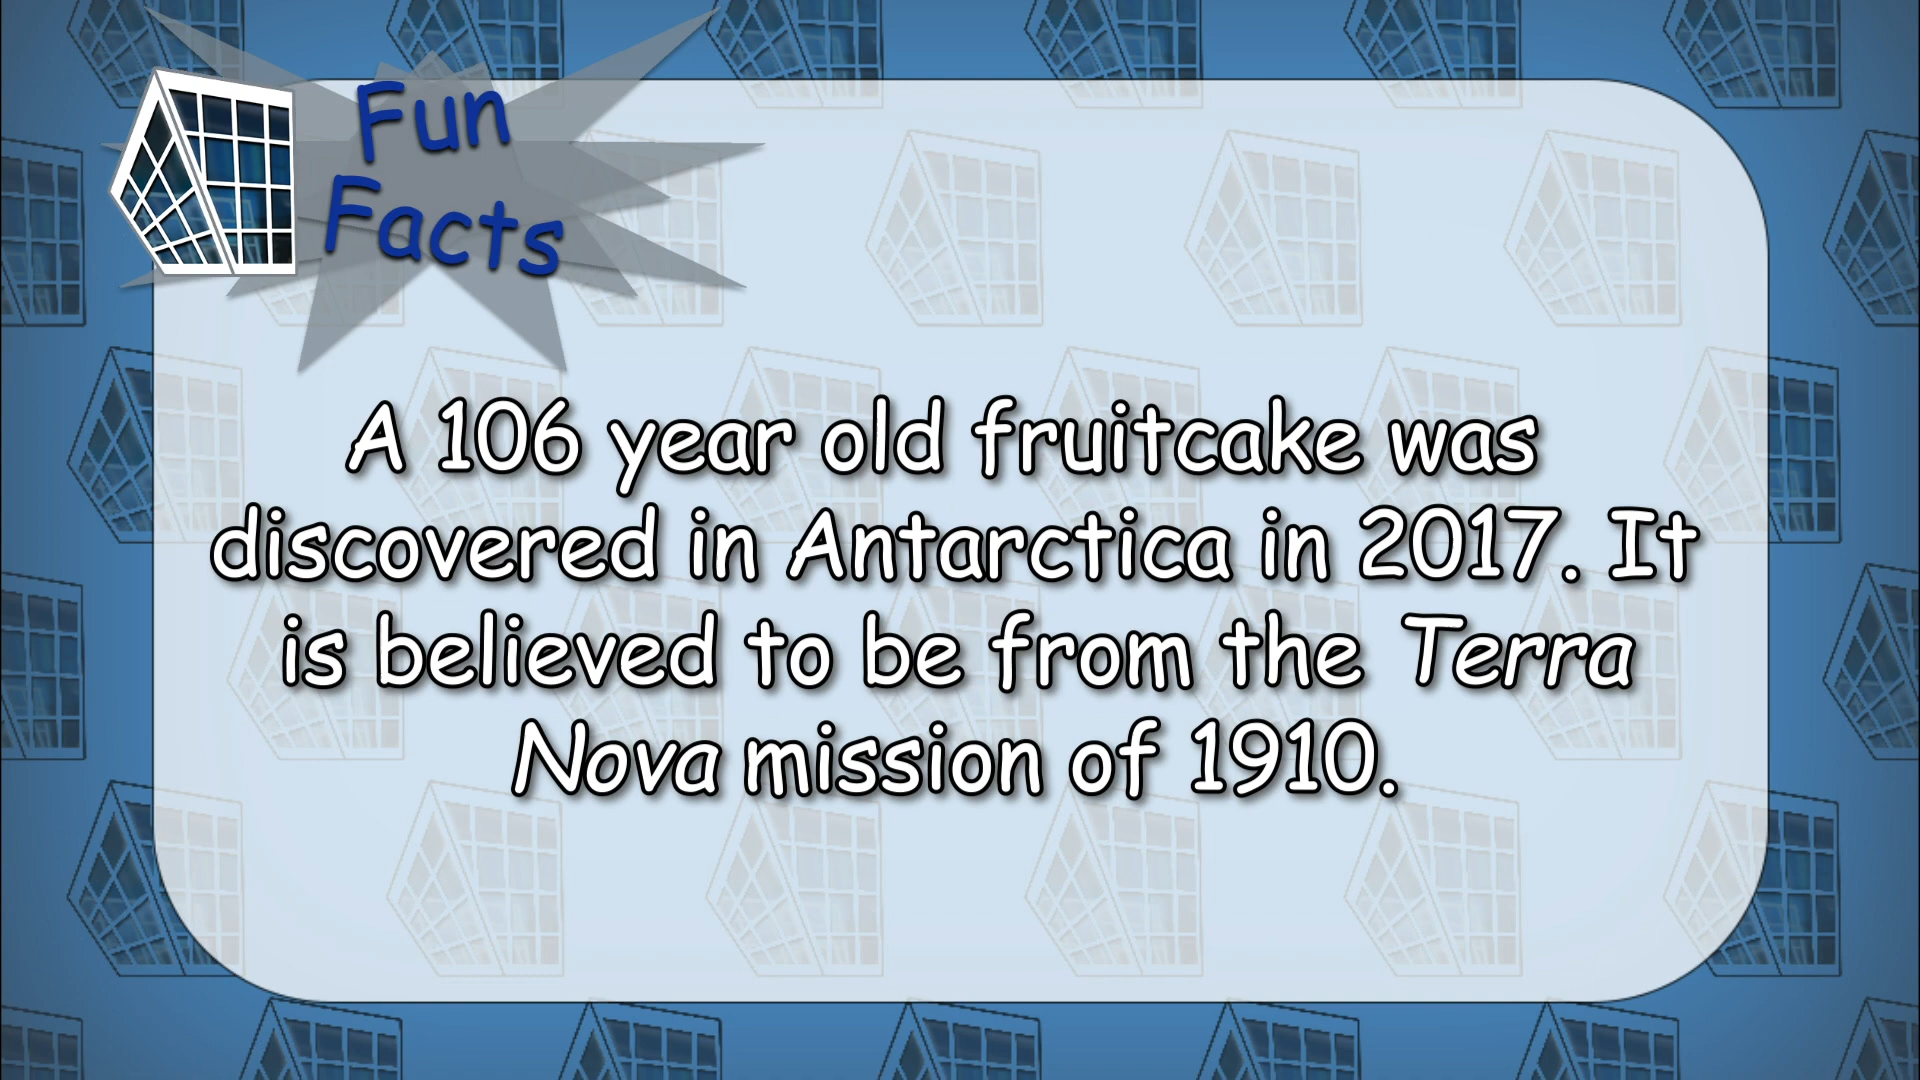 Fun
Facts
A 106 year old fruitcake was
discovered in Antarctica in 2017. It
is believed to be from the Terra
Nova mission of 1910.